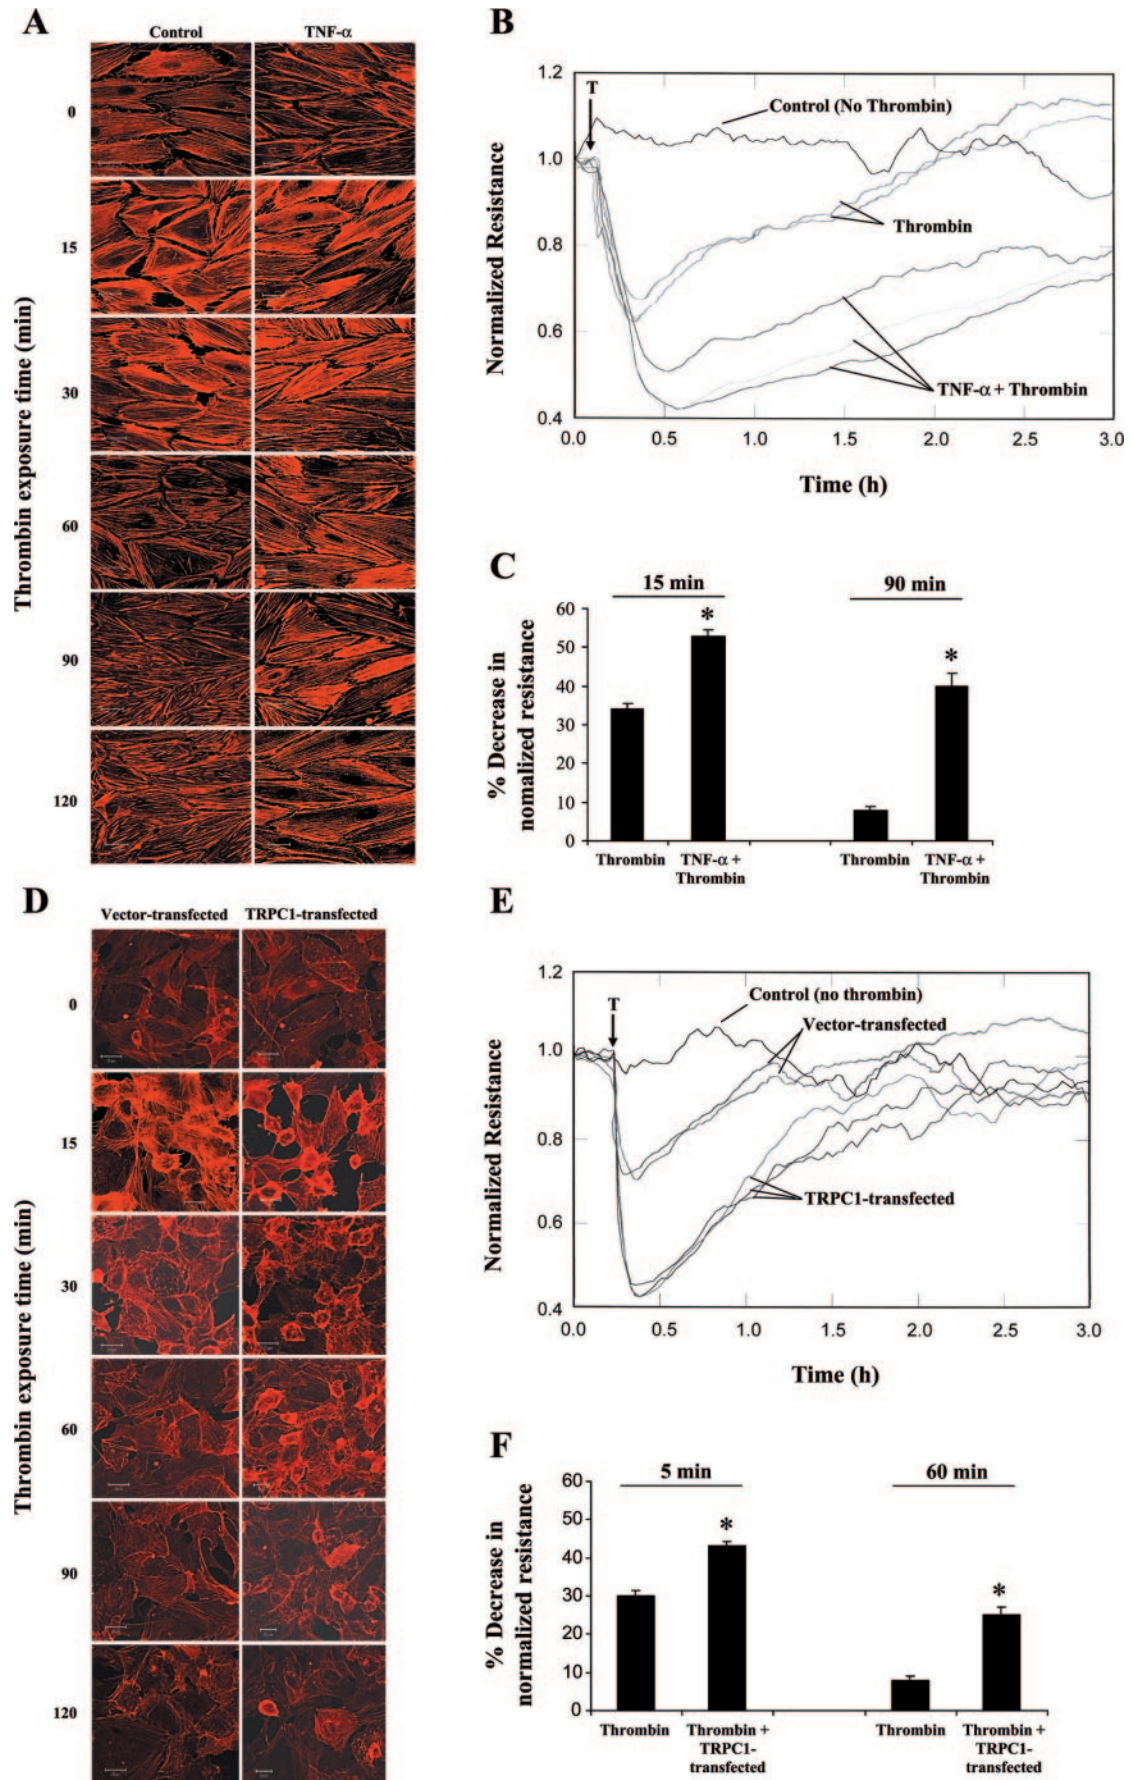 A
Control TNF-α
Thrombin exposure time (min)
0
15
30
60
90
120
B
Normalized Resistance
1.2
1.0
0.8
0.6
0.4
T
Control (No Thrombin)
Thrombin
TNF-α + Thrombin
0.0 0.5 1.0 1.5 2.0 2.5 3.0
Time (h)
C
% Decrease in
nomalized resistance
15 min 90 min
60
50
40
30
20
10
0
* *
Thrombin TNF-α + Thrombin TNF-α +
Thrombin Thrombin
D
Vector-transfected TRPC1-transfected
Thrombin exposure time (min)
0
15
30
60
90
120
E
Normalized Resistance
1.2
1.0
0.8
0.6
0.4
T
Control (no thrombin)
Vector-transfected
TRPC1-transfected
0.0 0.5 1.0 1.5 2.0 2.5 3.0
Time (h)
F
% Decrease in
normalized resistance
5 min 60 min
60
50
40
30
20
10
0
* *
Thrombin Thrombin + Thrombin Thrombin +
TRPC1- TRPC1-
transfected transfected